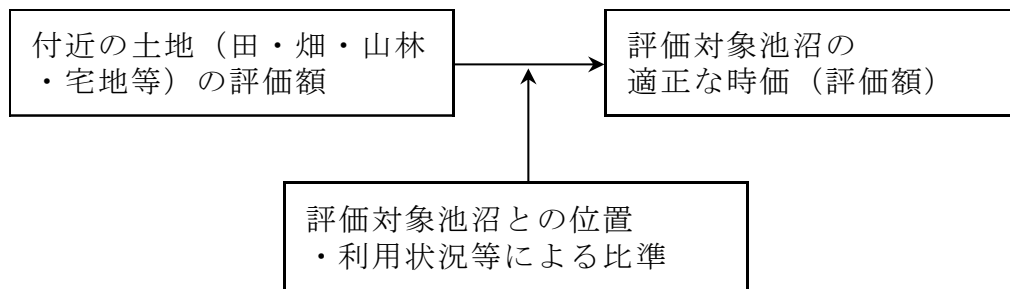 付近の土地（田・畑・山林
・宅地等）の評価額
評価対象池沼の
適正な時価（評価額）
評価対象池沼との位置
・利用状況等による比準